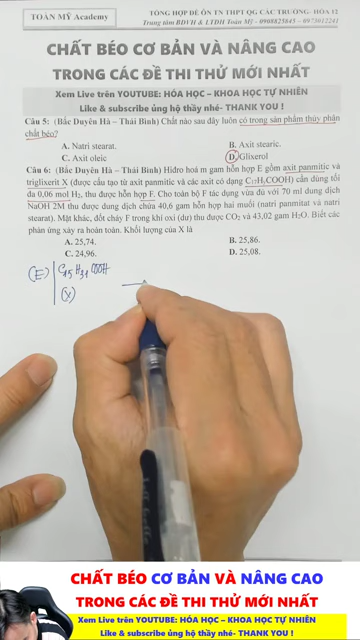 TOÁN MỸ Academy
TỔNG HỢP ĐỀ ÔN TN THPT QG CÁC TRƯỜNG- HÓA 12
Trung tâm BDVH & LTDH Toán Mỹ - 0908823845 – 0973012241
CHẤT BÉO CƠ BẢN VÀ NÂNG CAO
TRONG CÁC ĐỀ THI THỬ MỚI NHẤT
Xem Live trên YOUTUBE: HÓA HỌC – KHOA HỌC TỰ NHIÊN
Like & subscribe ủng hộ thầy nhé- THANK YOU !
Câu 5: (Bắc Duyên Hà – Thái Bình) Chất nào sau đây luôn có trong sản phẩm thủy phân
chất béo?
A. Natri stearat. B. Axit stearic.
C. Axit oleic D. Glixerol
Câu 6: (Bắc Duyên Hà – Thái Bình) Hiđro hoá m gam hỗn hợp E gồm axit panmitic và
triglixerit X (được cấu tạo từ axit panmitic và các axit có dạng C₁₇HᵧCOOH) cần dùng tối
đa 0,06 mol H₂, thu được hỗn hợp F. Cho toàn bộ F tác dụng vừa đủ với 70 ml dung dịch
NaOH 2M thu được dung dịch chứa 40,6 gam hỗn hợp hai muối (natri panmitat và natri
stearat). Mặt khác, đốt cháy F trong khí oxi (dư) thu được CO₂ và 43,02 gam H₂O. Biết các
phản ứng xảy ra hoàn toàn. Khối lượng của X là
A. 25,74. B. 25,86.
C. 24,96. D. 25,08.
(E) C₁₅H₃₁COOH
(X)
CHẤT BÉO CƠ BẢN VÀ NÂNG CAO
TRONG CÁC ĐỀ THI THỬ MỚI NHẤT
Xem Live trên YOUTUBE: HÓA HỌC – KHOA HỌC TỰ NHIÊN
Like & subscribe ủng hộ thầy nhé- THANK YOU !